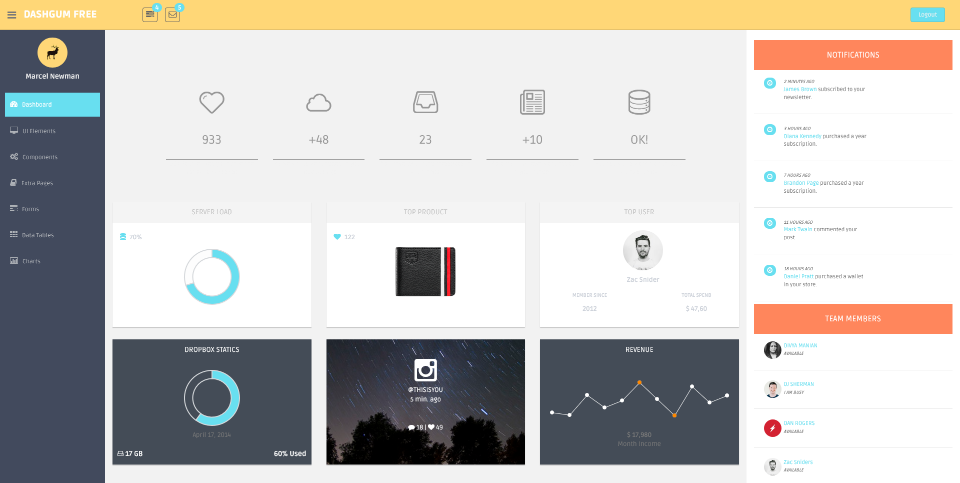 DASHGUM FREE
4
5
Logout
Marcel Newman
Dashboard
UI Elements
Components
Extra Pages
Forms
Data Tables
Charts
933
+48
23
+10
OK!
SERVER LOAD
70%
TOP PRODUCT
122
TOP USER
Zac Snider
MEMBER SINCE
TOTAL SPEND
2012
$ 47,60
DROPBOX STATICS
April 17, 2014
17 GB
60% Used
@THISISYOU
5 min. ago
18 | 49
REVENUE
$ 17,980
Month Income
NOTIFICATIONS
2 MINUTES AGO
James Brown subscribed to your
newsletter.
3 HOURS AGO
Diana Kennedy purchased a year
subscription.
7 HOURS AGO
Brandon Page purchased a year
subscription.
11 HOURS AGO
Mark Twain commented your
post.
18 HOURS AGO
Daniel Pratt purchased a wallet
in your store
TEAM MEMBERS
DIVYA MANIAN
AVAILABLE
DJ SHERMAN
I AM BUSY
DAN ROGERS
AVAILABLE
Zac Sniders
AVAILABLE